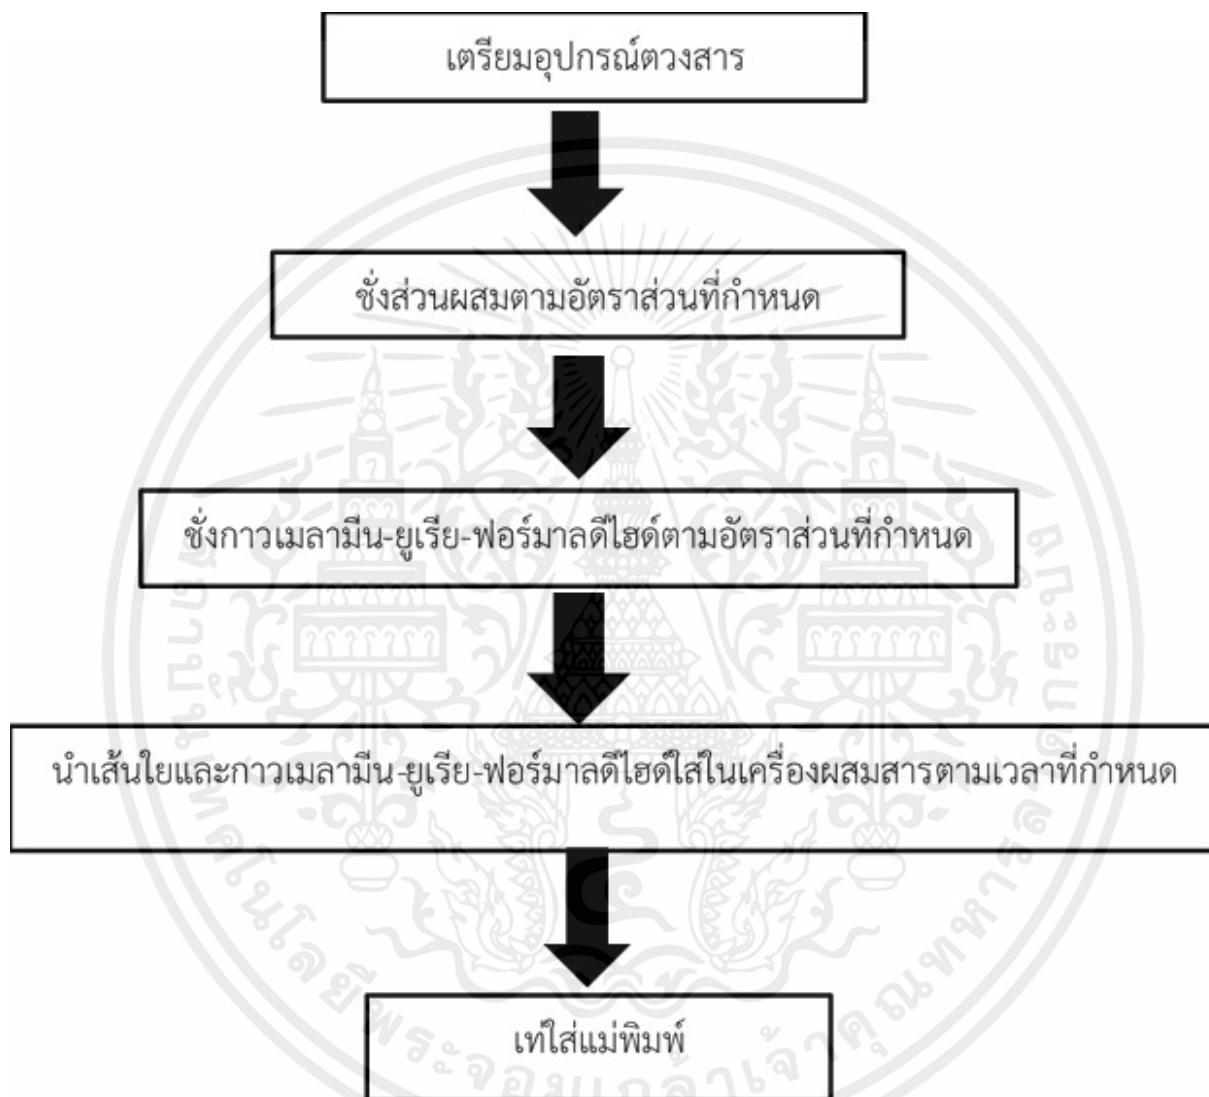 เตรียมอุปกรณ์ตวงสาร
ชั่งส่วนผสมตามอัตราส่วนที่กำหนด
ชั่งกาวเมลามีน-ยูเรีย-ฟอร์มาลดีไฮด์ตามอัตราส่วนที่กำหนด
นำเส้นใยและกาวเมลามีน-ยูเรีย-ฟอร์มาลดีไฮด์ใส่ในเครื่องผสมสารตามเวลาที่กำหนด
เทใส่แม่พิมพ์